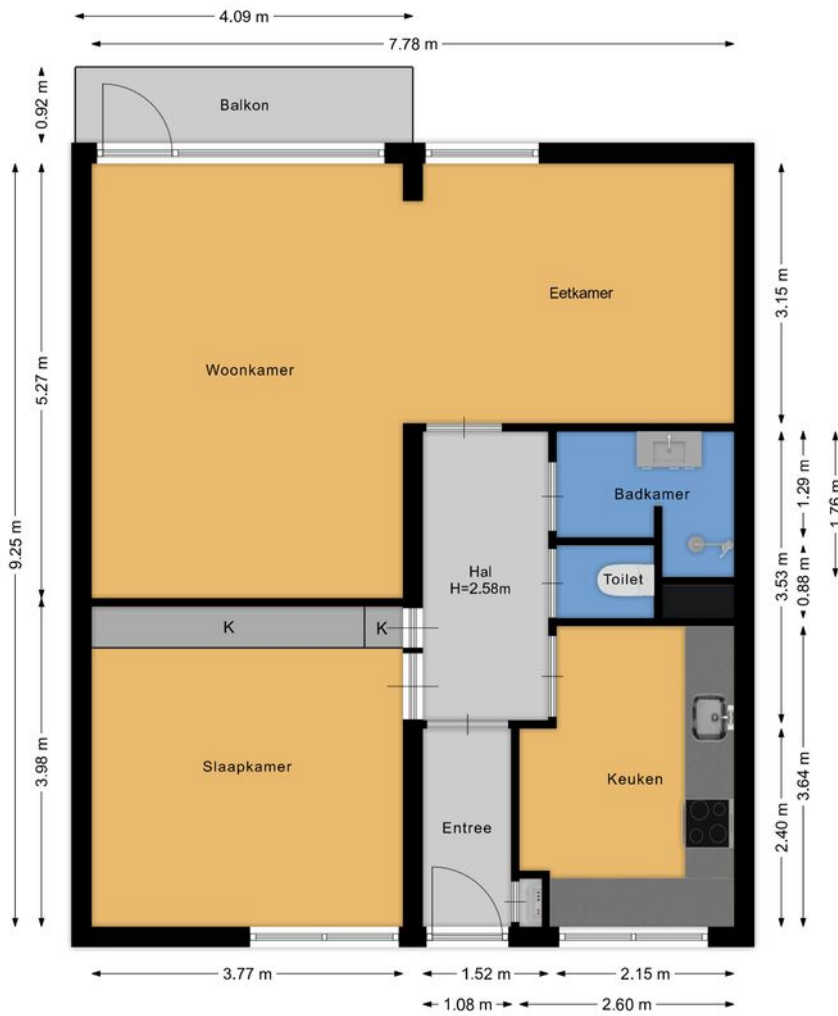 4.09 m
7.78 m
0.92 m
Balkon
9.25 m
5.27 m
3.98 m
Woonkamer
Eetkamer
3.15 m
Badkamer
1.29 m
1.76 m
3.53 m
0.88 m
Hal
H=2.58m
Toilet
K
K
Slaapkamer
Keuken
Entree
3.64 m
2.40 m
3.77 m
1.52 m
2.15 m
1.08 m
2.60 m